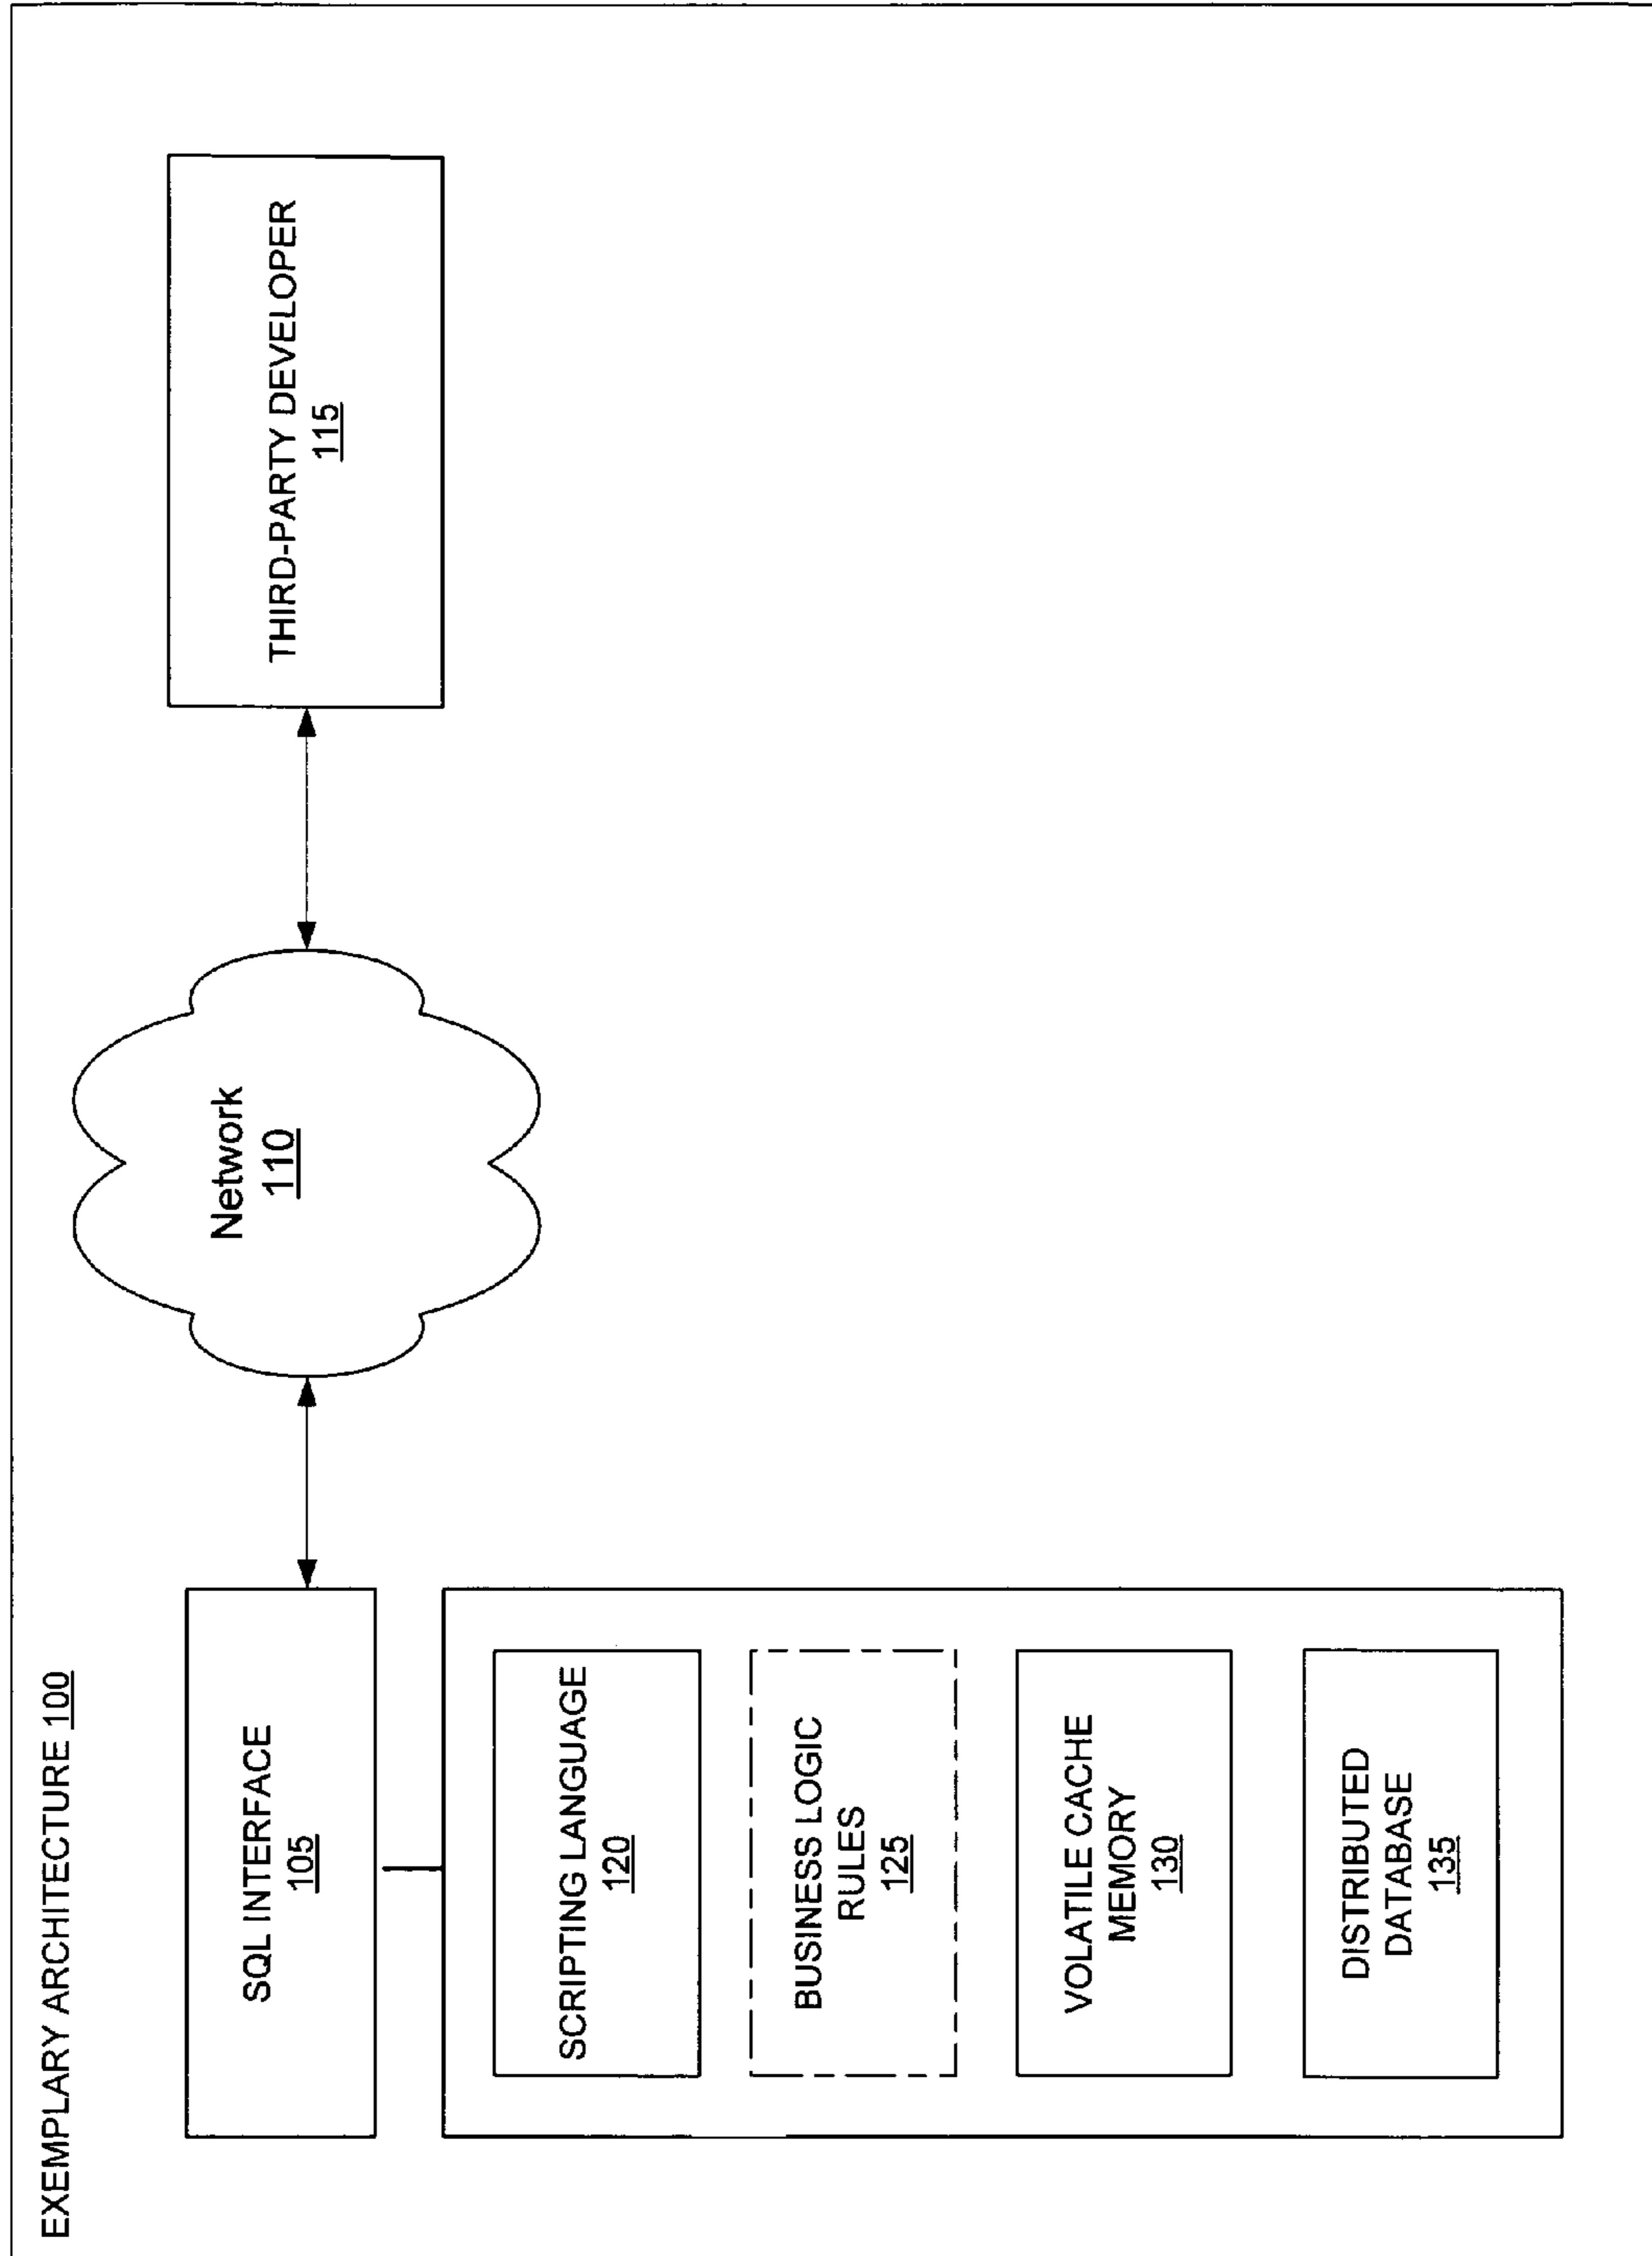 EXEMPLARY ARCHITECTURE 100
SQL INTERFACE
105
Network
110
THIRD-PARTY DEVELOPER
115
SCRIPTING LANGUAGE
120
BUSINESS LOGIC
RULES
125
VOLATILE CACHE
MEMORY
130
DISTRIBUTED
DATABASE
135